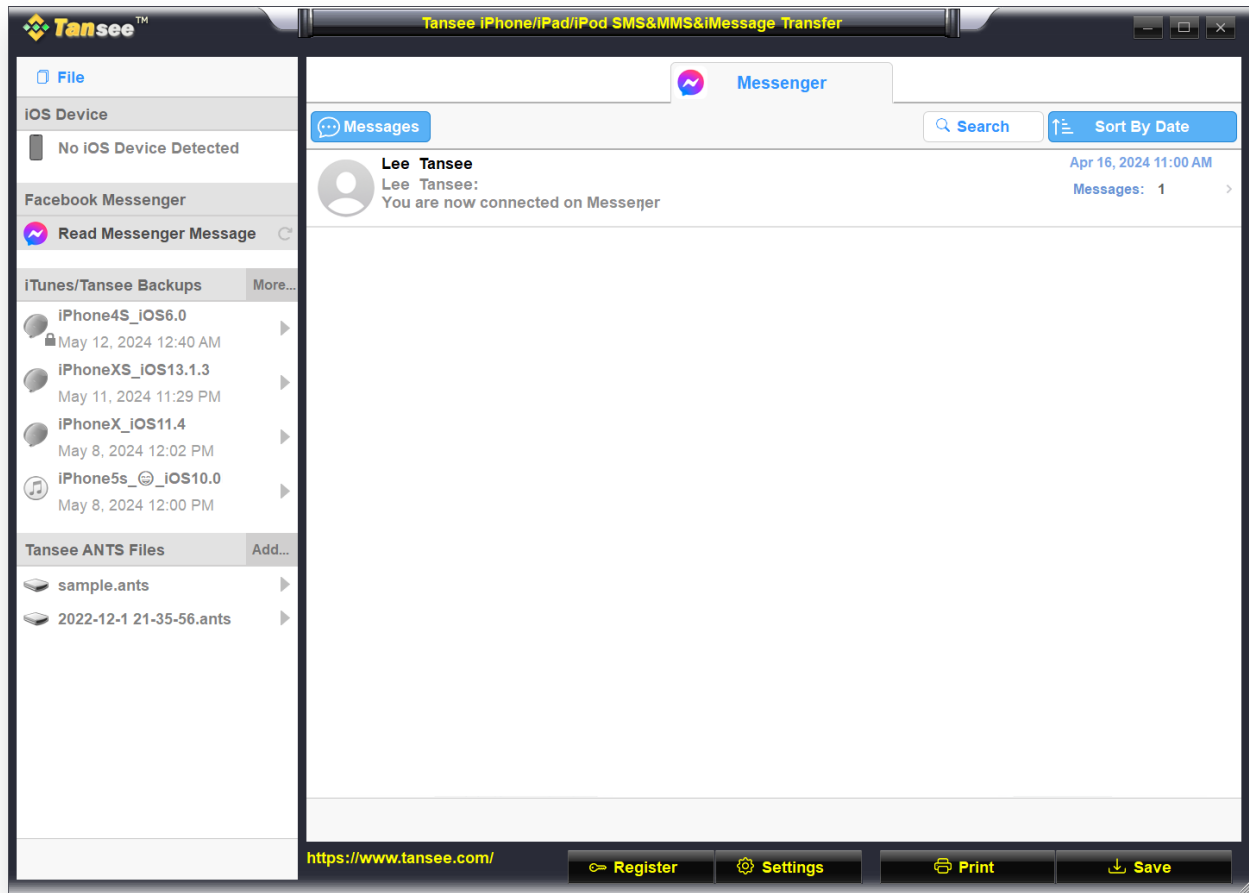 Tansee™
Tansee iPhone/iPad/iPod SMS&MMS&iMessage Transfer
File
iOS Device
No iOS Device Detected
Facebook Messenger
Read Messenger Message
iTunes/Tansee Backups More...
iPhone4S_iOS6.0
May 12, 2024 12:40 AM
iPhoneXS_iOS13.1.3
May 11, 2024 11:29 PM
iPhoneX_iOS11.4
May 8, 2024 12:02 PM
iPhone5s_😄_iOS10.0
May 8, 2024 12:00 PM
Tansee ANTS Files Add...
sample.ants
2022-12-1 21-35-56.ants
Messenger
Messages Search Sort By Date
Lee Tansee Apr 16, 2024 11:00 AM
Lee Tansee: Messages: 1
You are now connected on
https://www.tansee.com/
Register Settings Print Save